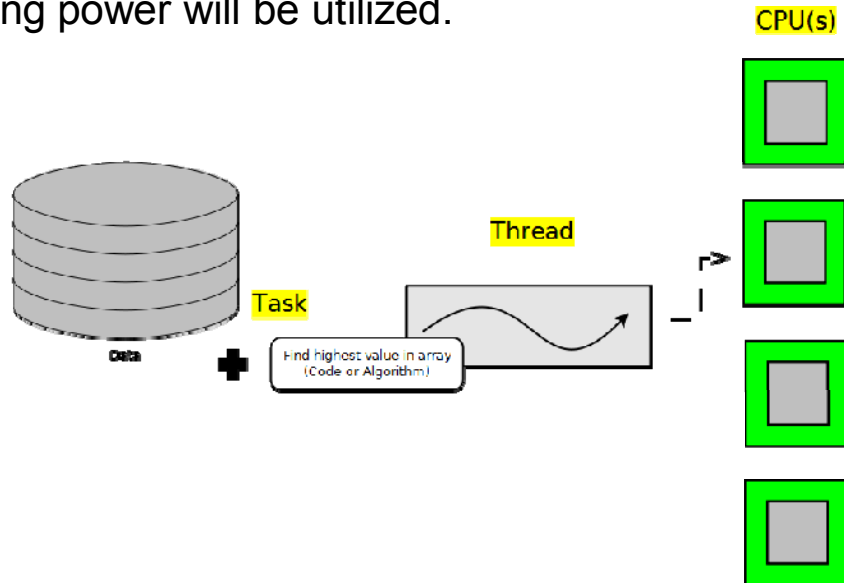 ng power will be utilized.
CPU(s)
Thread
Task
Data
Find highest value in array
(Code or Algorithm)